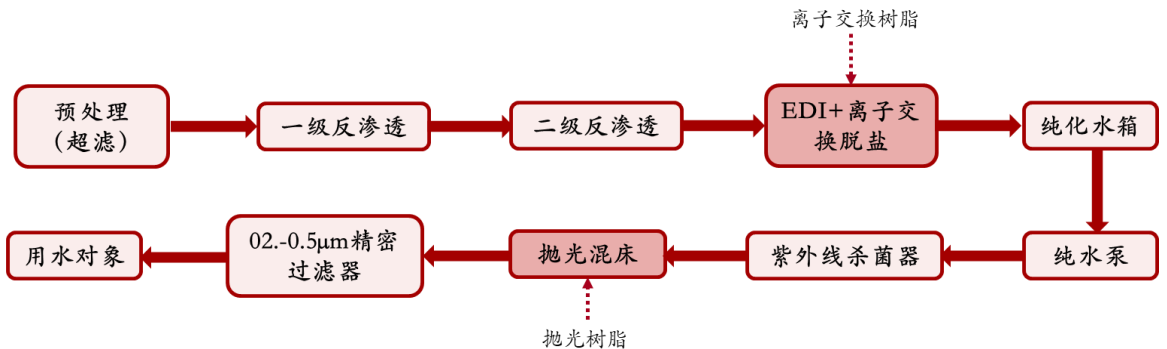 离子交换树脂
预处理
（超滤）
一级反渗透
二级反渗透
EDI+离子交
换脱盐
纯化水箱
用水对象
02.-0.5μm精密
过滤器
抛光混床
紫外线杀菌器
纯水泵
抛光树脂